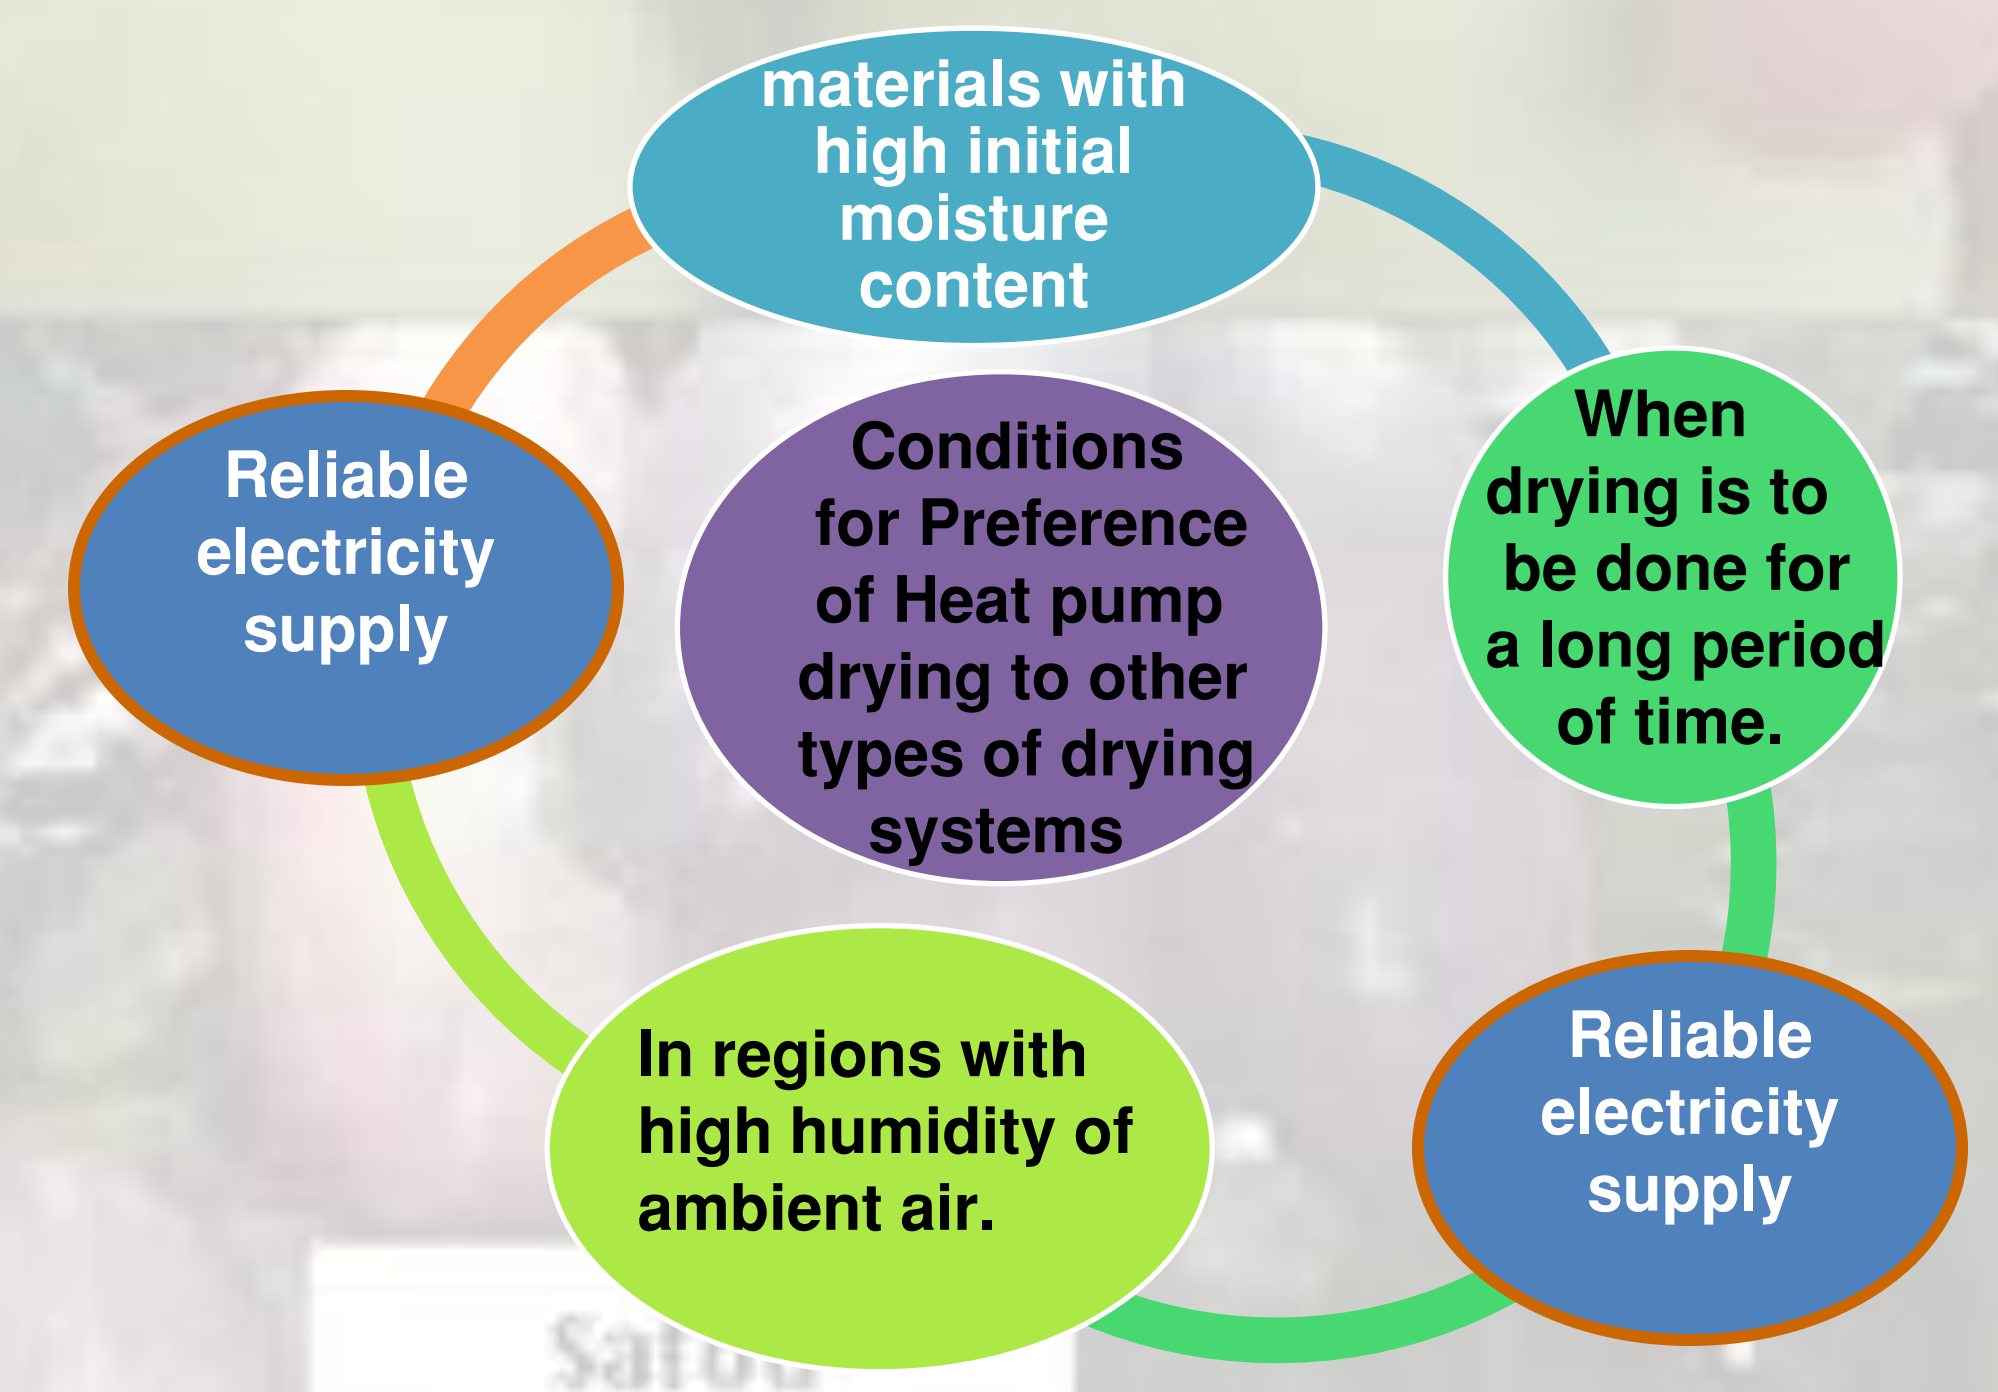 materials with
high initial
moisture
content
When
drying is to
be done for
a long period
of time.
Reliable
electricity
supply
In regions with
high humidity of
ambient air.
Reliable
electricity
supply
Conditions
for Preference
of Heat pump
drying to other
types of drying
systems